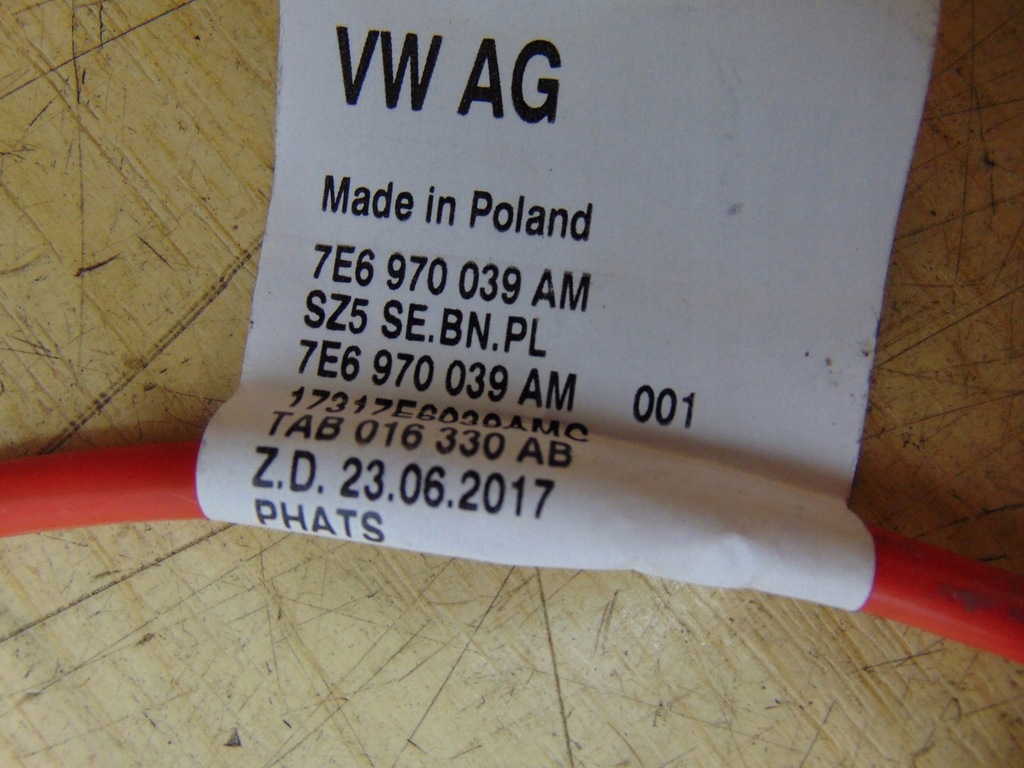 VW AG
Made in Poland
7E6 970 039 AM
SZ5 SE.BN.PL
7E6 970 039 AM 001
17317E6039AMC
TAB 016 330 AB
Z.D. 23.06.2017
PHATS